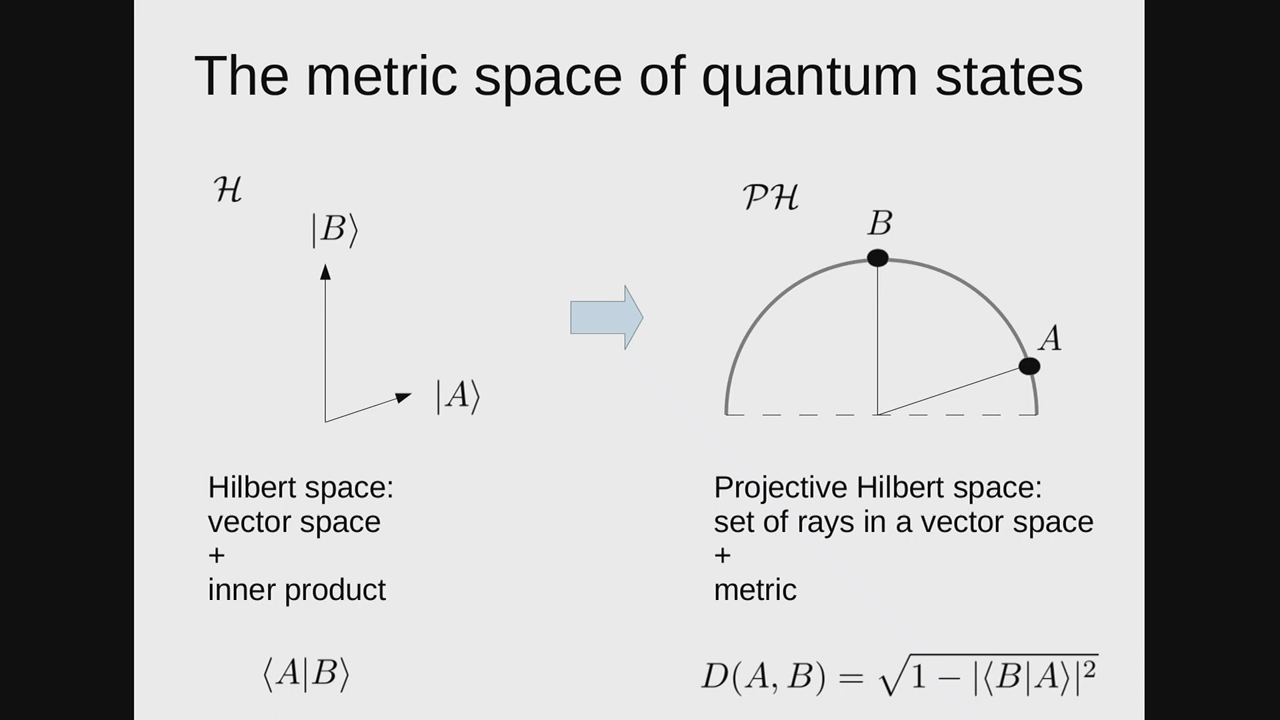 The metric space of quantum states
ℋ
|B⟩
|A⟩
Hilbert space:
vector space
+
inner product
⟨A|B⟩
𝒫ℋ
B
A
Projective Hilbert space:
set of rays in a vector space
+
metric
D(A, B) = √(1 − |⟨B|A⟩|²)